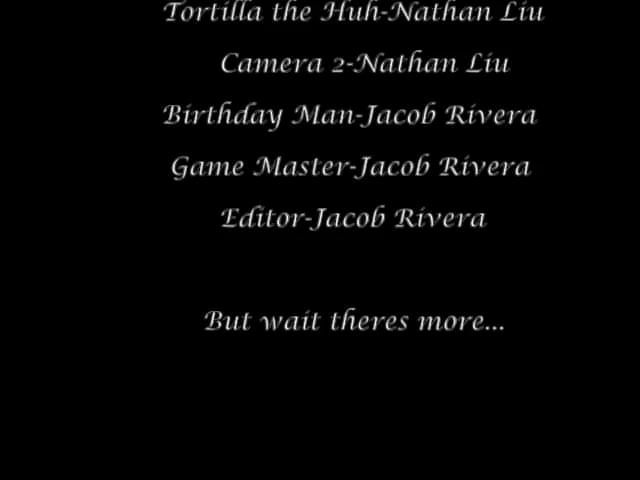 Tortilla the Huh-Nathan Liu
Camera 2-Nathan Liu
Birthday Man-Jacob Rivera
Game Master-Jacob Rivera
Editor-Jacob Rivera
But wait theres more...